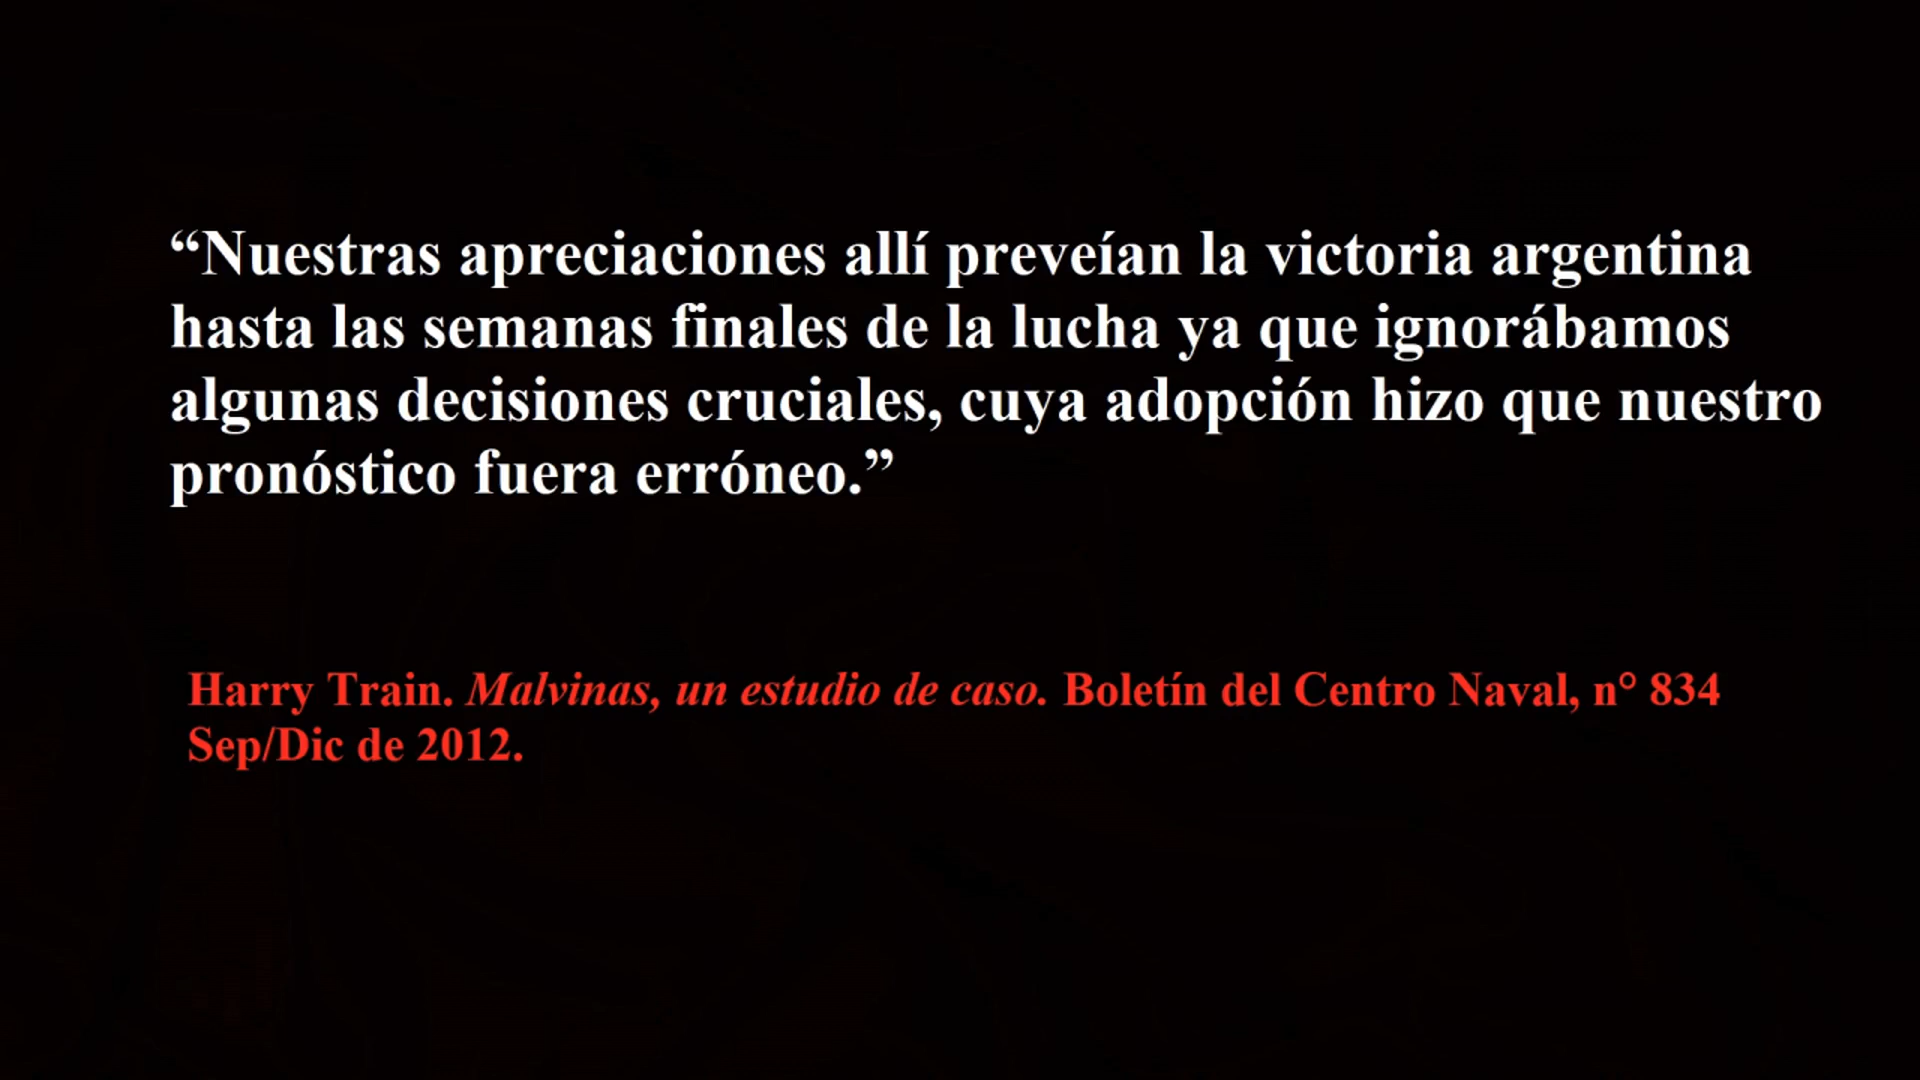 “Nuestras apreciaciones allí preveían la victoria argentina
hasta las semanas finales de la lucha ya que ignorábamos
algunas decisiones cruciales, cuya adopción hizo que nuestro
pronóstico fuera erróneo.”
Harry Train. Malvinas, un estudio de caso. Boletín del Centro Naval, n° 834
Sep/Dic de 2012.